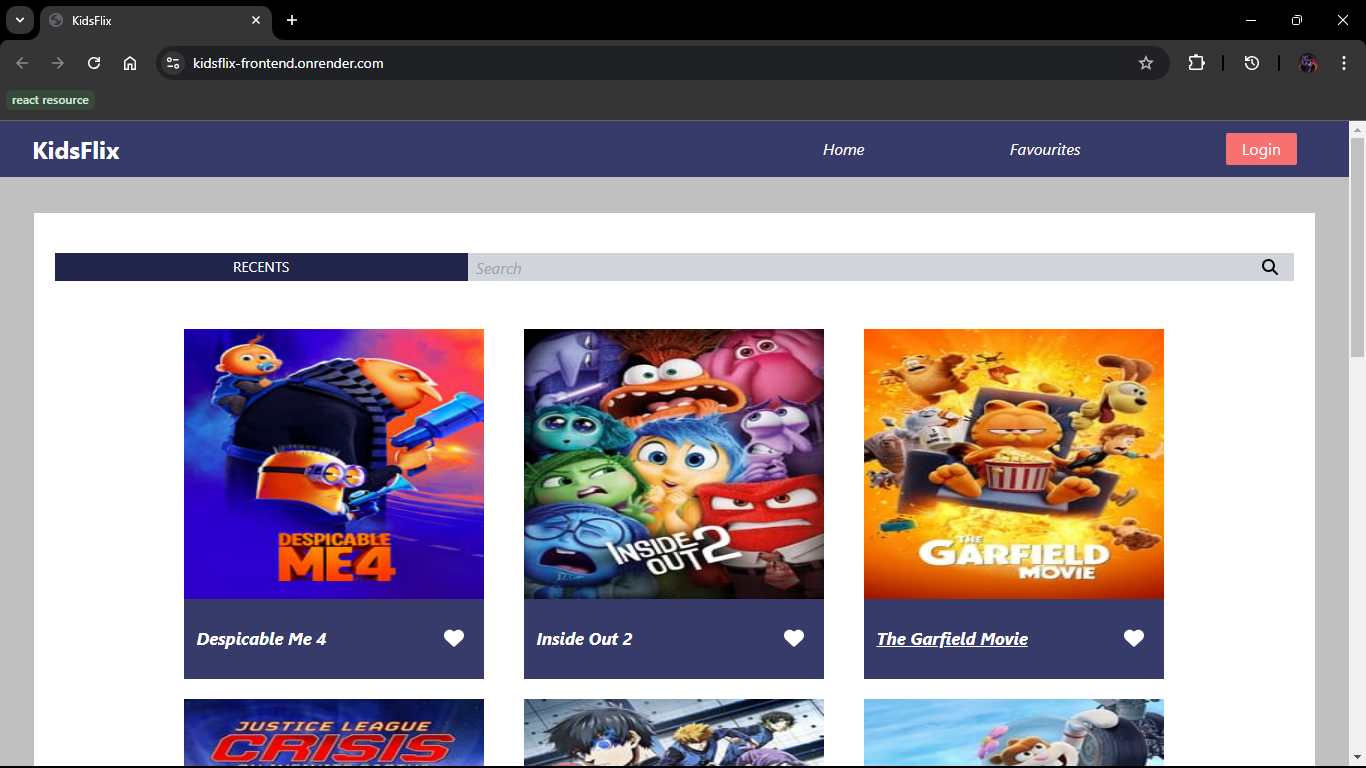 KidsFlix
kidsflix-frontend.onrender.com
react resource
KidsFlix Home Favourites Login
RECENTS Search
DESPICABLE
ME 4
INSIDE
OUT 2
THE
GARFIELD
MOVIE
Despicable Me 4
Inside Out 2
The Garfield Movie
JUSTICE LEAGUE
CRISIS